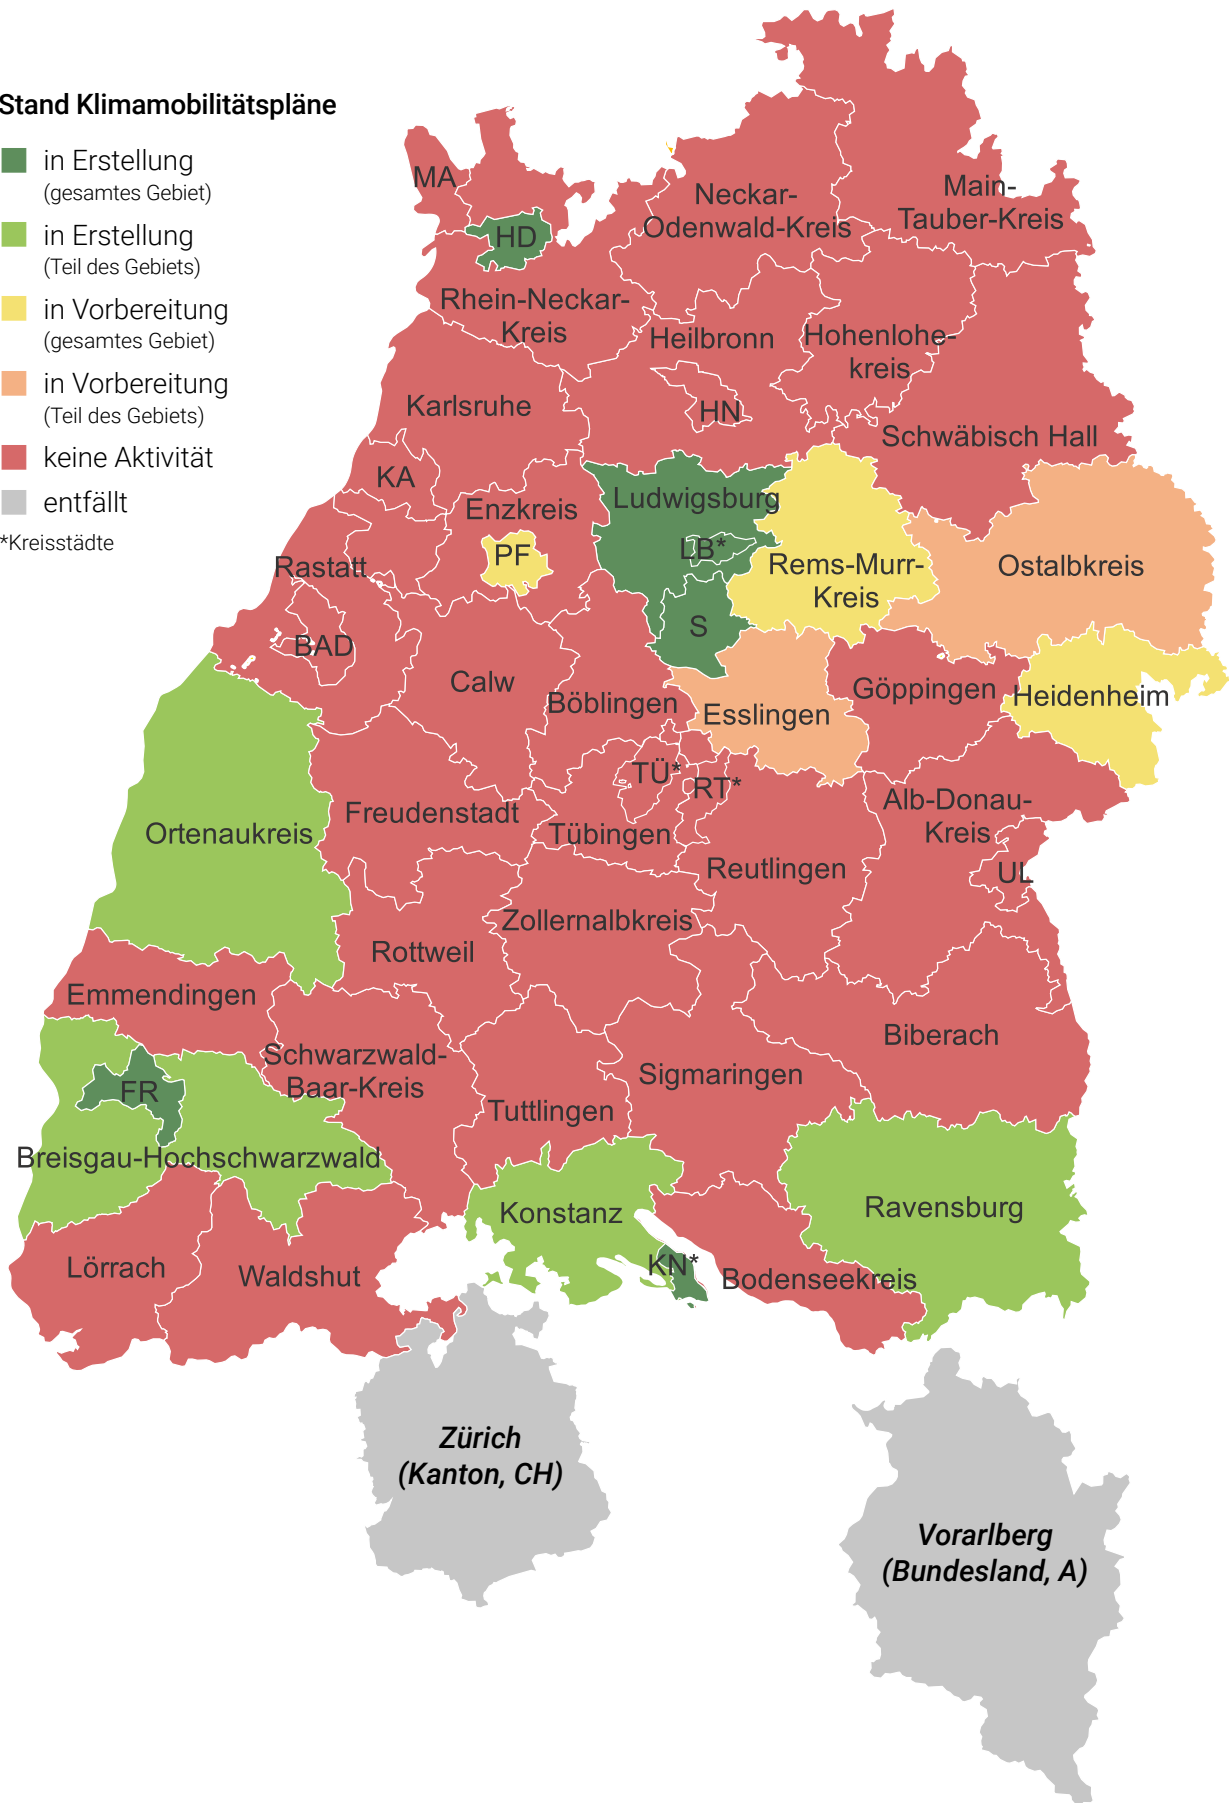 Stand Klimamobilitätspläne
in Erstellung
(gesamtes Gebiet)
in Erstellung
(Teil des Gebiets)
in Vorbereitung
(gesamtes Gebiet)
in Vorbereitung
(Teil des Gebiets)
keine Aktivität
entfällt
*Kreisstädte
MA
HD
Neckar-
Odenwald-Kreis
Main-
Tauber-Kreis
Rhein-Neckar-
Kreis
Heilbronn
Hohenlohe-
kreis
Karlsruhe
HN
Schwäbisch Hall
KA
Enzkreis
Ludwigsburg
PF
LB*
Rems-Murr-
Kreis
Ostalbkreis
Rastatt
S
BAD
Calw
Böblingen
Esslingen
Göppingen
Heidenheim
TÜ*
RT*
Freudenstadt
Tübingen
Alb-Donau-
Kreis
Ortenaukreis
Reutlingen
UL
Zollernalbkreis
Rottweil
Emmendingen
Biberach
Schwarzwald-
Baar-Kreis
Sigmaringen
FR
Tuttlingen
Breisgau-Hochschwarzwald
Konstanz
Ravensburg
Lörrach
Waldshut
KN*
Bodenseekreis
Zürich
(Kanton, CH)
Vorarlberg
(Bundesland, A)